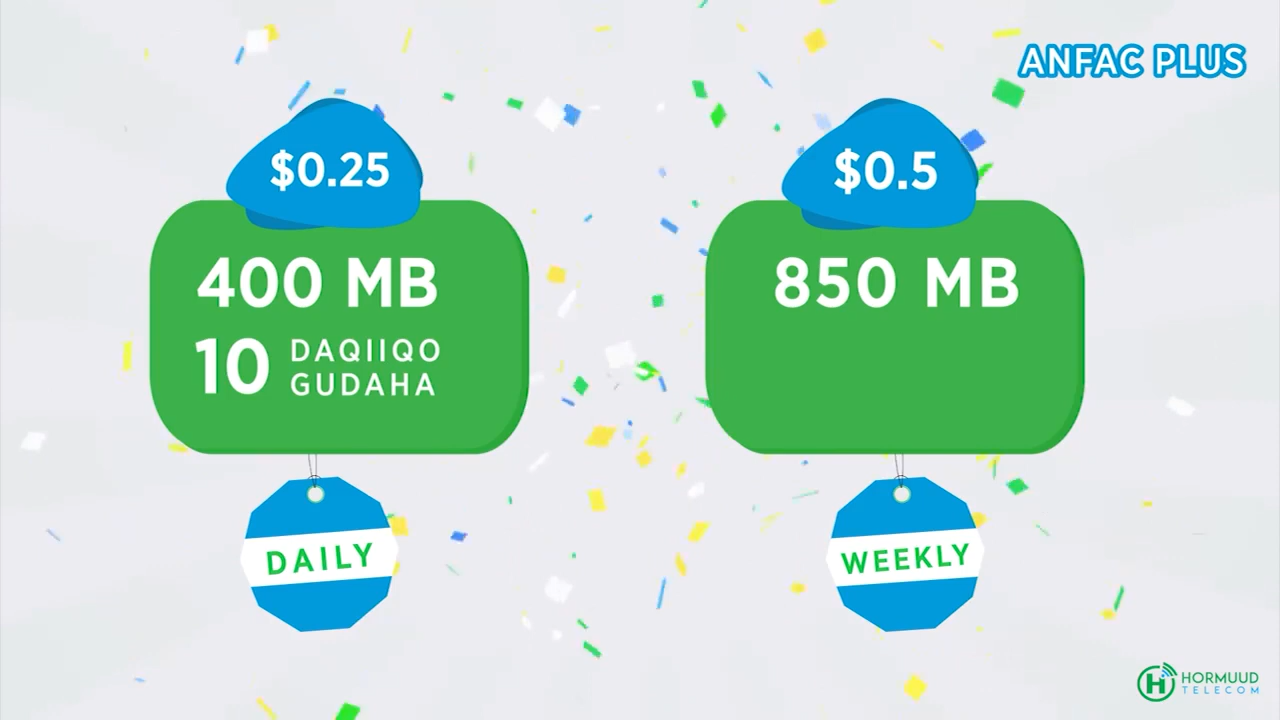 ANFAC PLUS
$0.25
400 MB
10 DAQIIQO
GUDAHA
DAILY
$0.5
850 MB
WEEKLY
HORMUUD
TELECOM